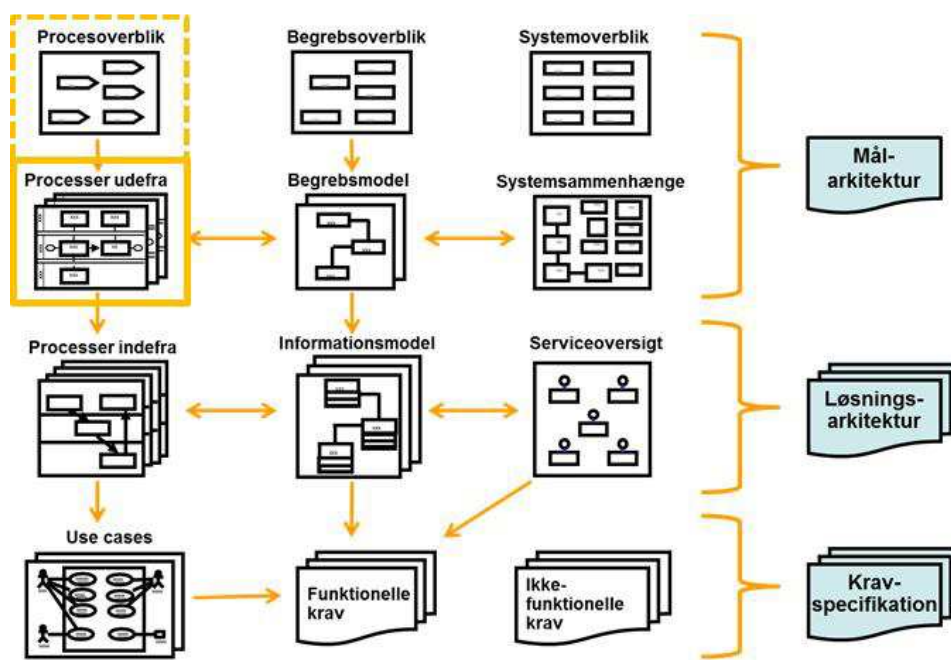 Procesoverblik
Begrebsoverblik
Systemoverblik
Mål-
arkitektur
Processer udefra
Begrebsmodel
Systemsammenhænge
Processer indefra
Informationsmodel
Serviceoversigt
Løsnings-
arkitektur
Use cases
Funktionelle
krav
Ikke-
funktionelle
krav
Krav-
specifikation